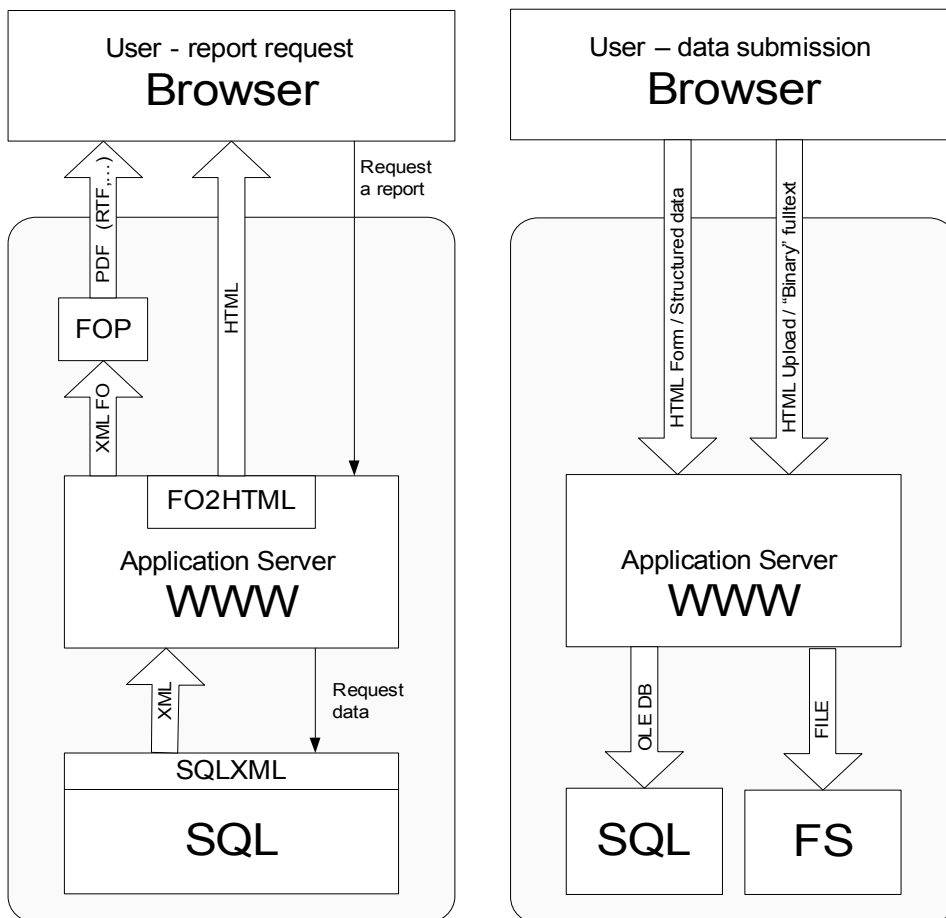 User - report request
Browser
PDF (RTF,...)
HTML
Request
a report
FOP
XML FO
FO2HTML
Application Server
WWW
XML
Request
data
SQLXML
SQL
User – data submission
Browser
HTML Form / Structured data
HTML Upload / “Binary” fulltext
Application Server
WWW
OLE DB
FILE
SQL
FS